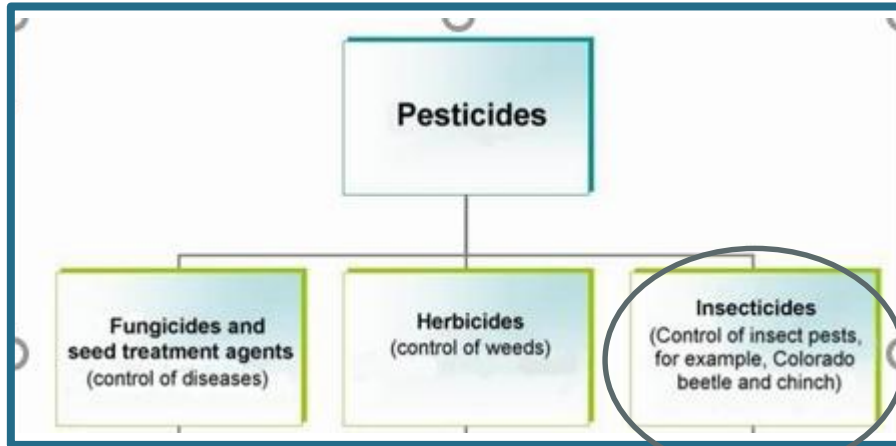 Pesticides
Fungicides and
seed treatment agents
(control of diseases)
Herbicides
(control of weeds)
Insecticides
(Control of insect pests,
for example, Colorado
beetle and chinch)